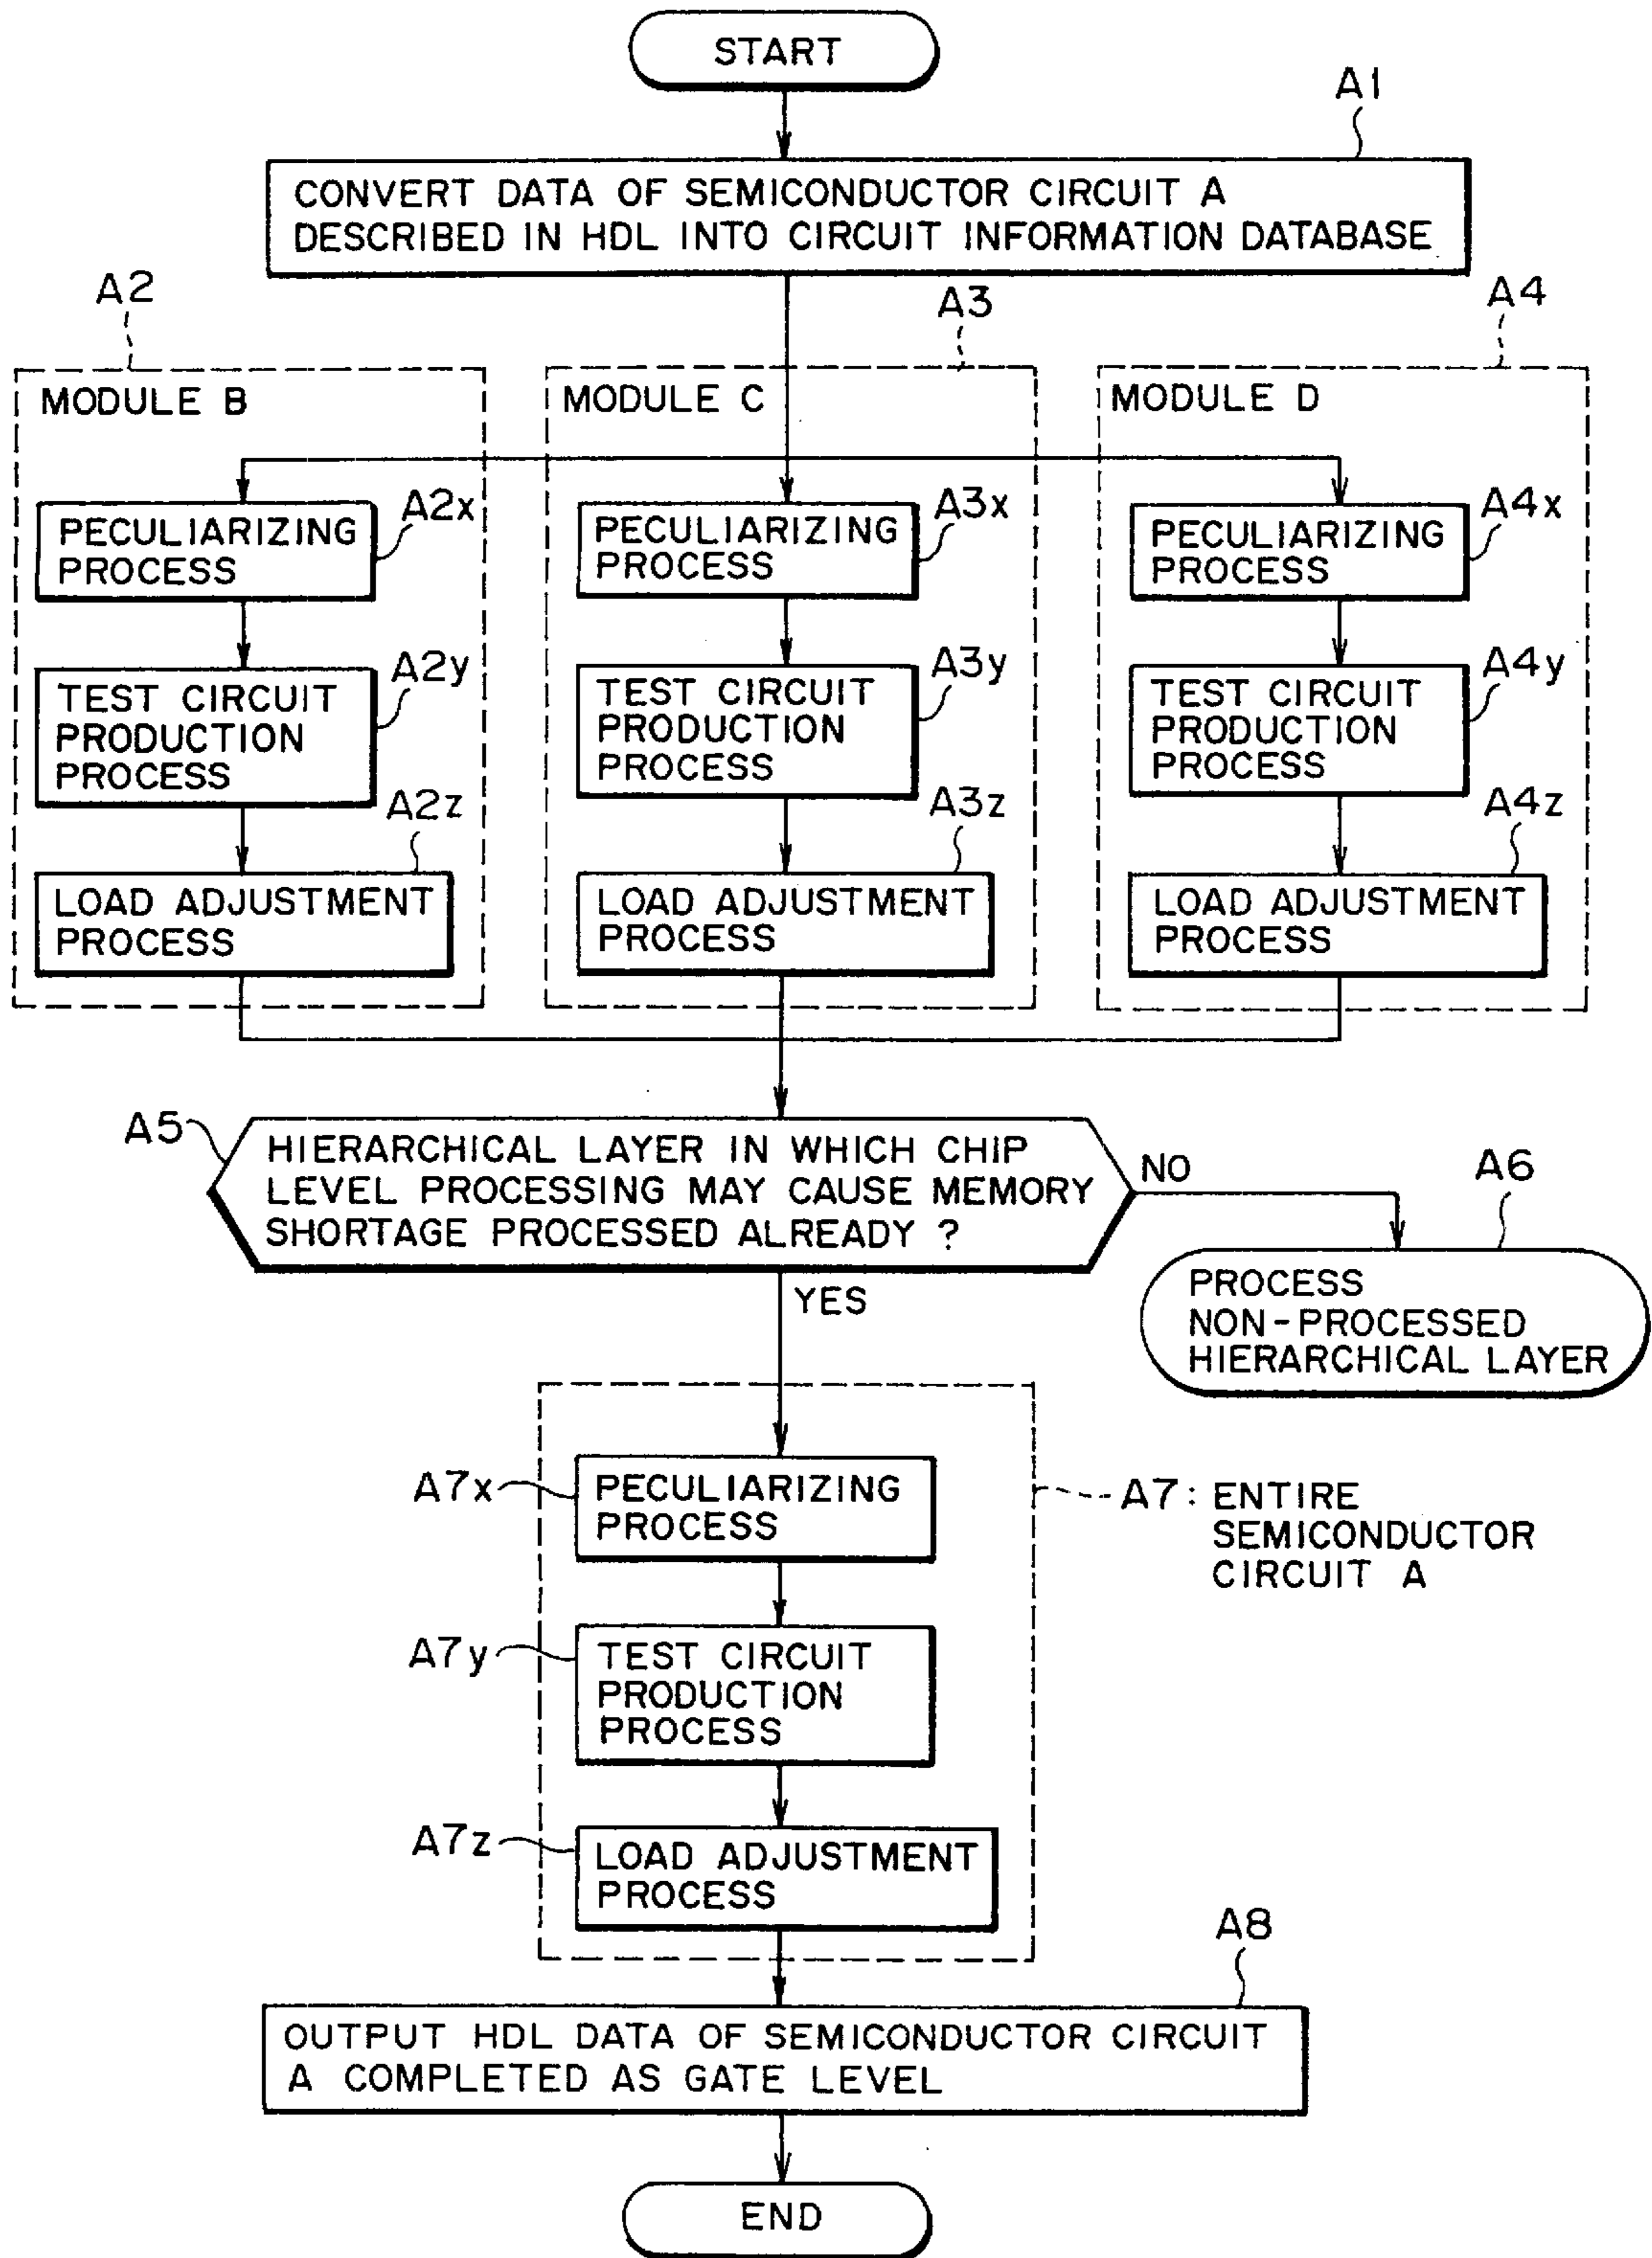 START
A1
CONVERT DATA OF SEMICONDUCTOR CIRCUIT A
DESCRIBED IN HDL INTO CIRCUIT INFORMATION DATABASE
A2
MODULE B
A2x
PECULIARIZING
PROCESS
A2y
TEST CIRCUIT
PRODUCTION
PROCESS
A2z
LOAD ADJUSTMENT
PROCESS
A3
MODULE C
A3x
PECULIARIZING
PROCESS
A3y
TEST CIRCUIT
PRODUCTION
PROCESS
A3z
LOAD ADJUSTMENT
PROCESS
A4
MODULE D
A4x
PECULIARIZING
PROCESS
A4y
TEST CIRCUIT
PRODUCTION
PROCESS
A4z
LOAD ADJUSTMENT
PROCESS
A5
HIERARCHICAL LAYER IN WHICH CHIP
LEVEL PROCESSING MAY CAUSE MEMORY
SHORTAGE PROCESSED ALREADY ?
NO
A6
PROCESS
NON-PROCESSED
HIERARCHICAL LAYER
YES
A7x
PECULIARIZING
PROCESS
A7 : ENTIRE
SEMICONDUCTOR
CIRCUIT A
A7y
TEST CIRCUIT
PRODUCTION
PROCESS
A7z
LOAD ADJUSTMENT
PROCESS
A8
OUTPUT HDL DATA OF SEMICONDUCTOR CIRCUIT
A COMPLETED AS GATE LEVEL
END